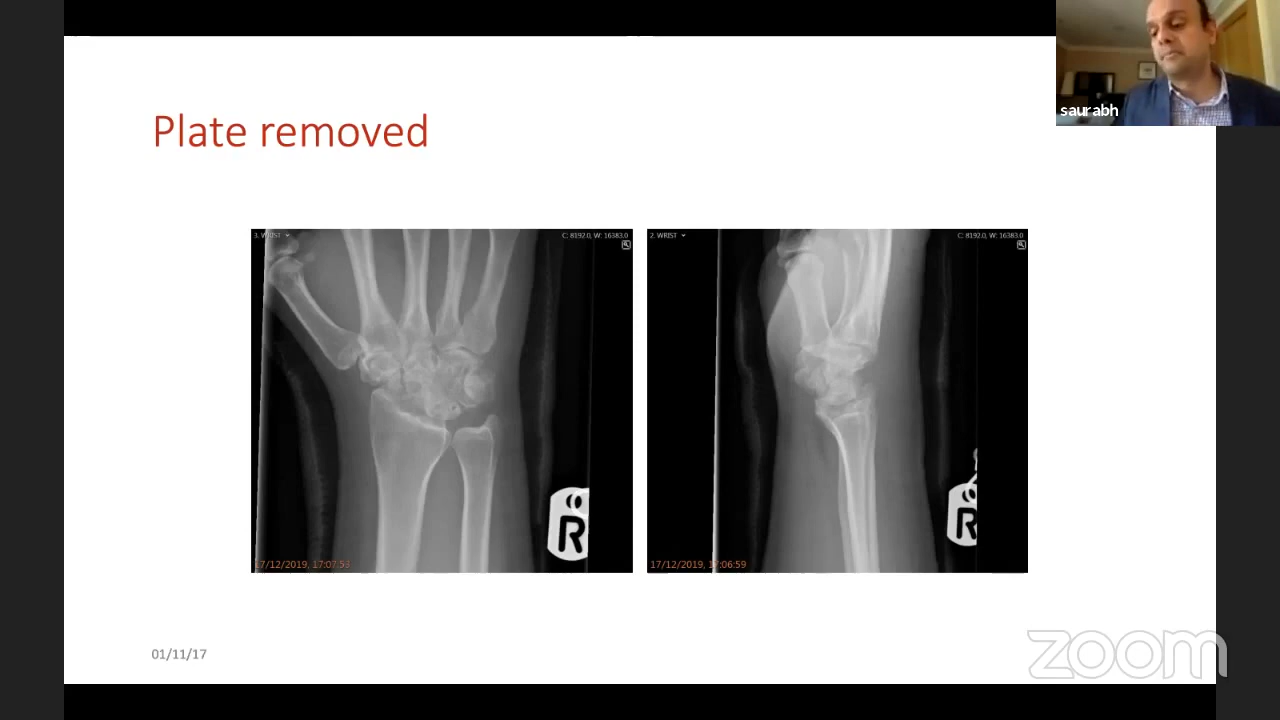 saurabh
Plate removed
3. WRIST
C: 8192.0, W: 16383.0
2. WRIST
C: 8192.0, W: 16383.0
R
R
17/12/2019, 17:07:53
17/12/2019, 17:06:59
01/11/17
zoom